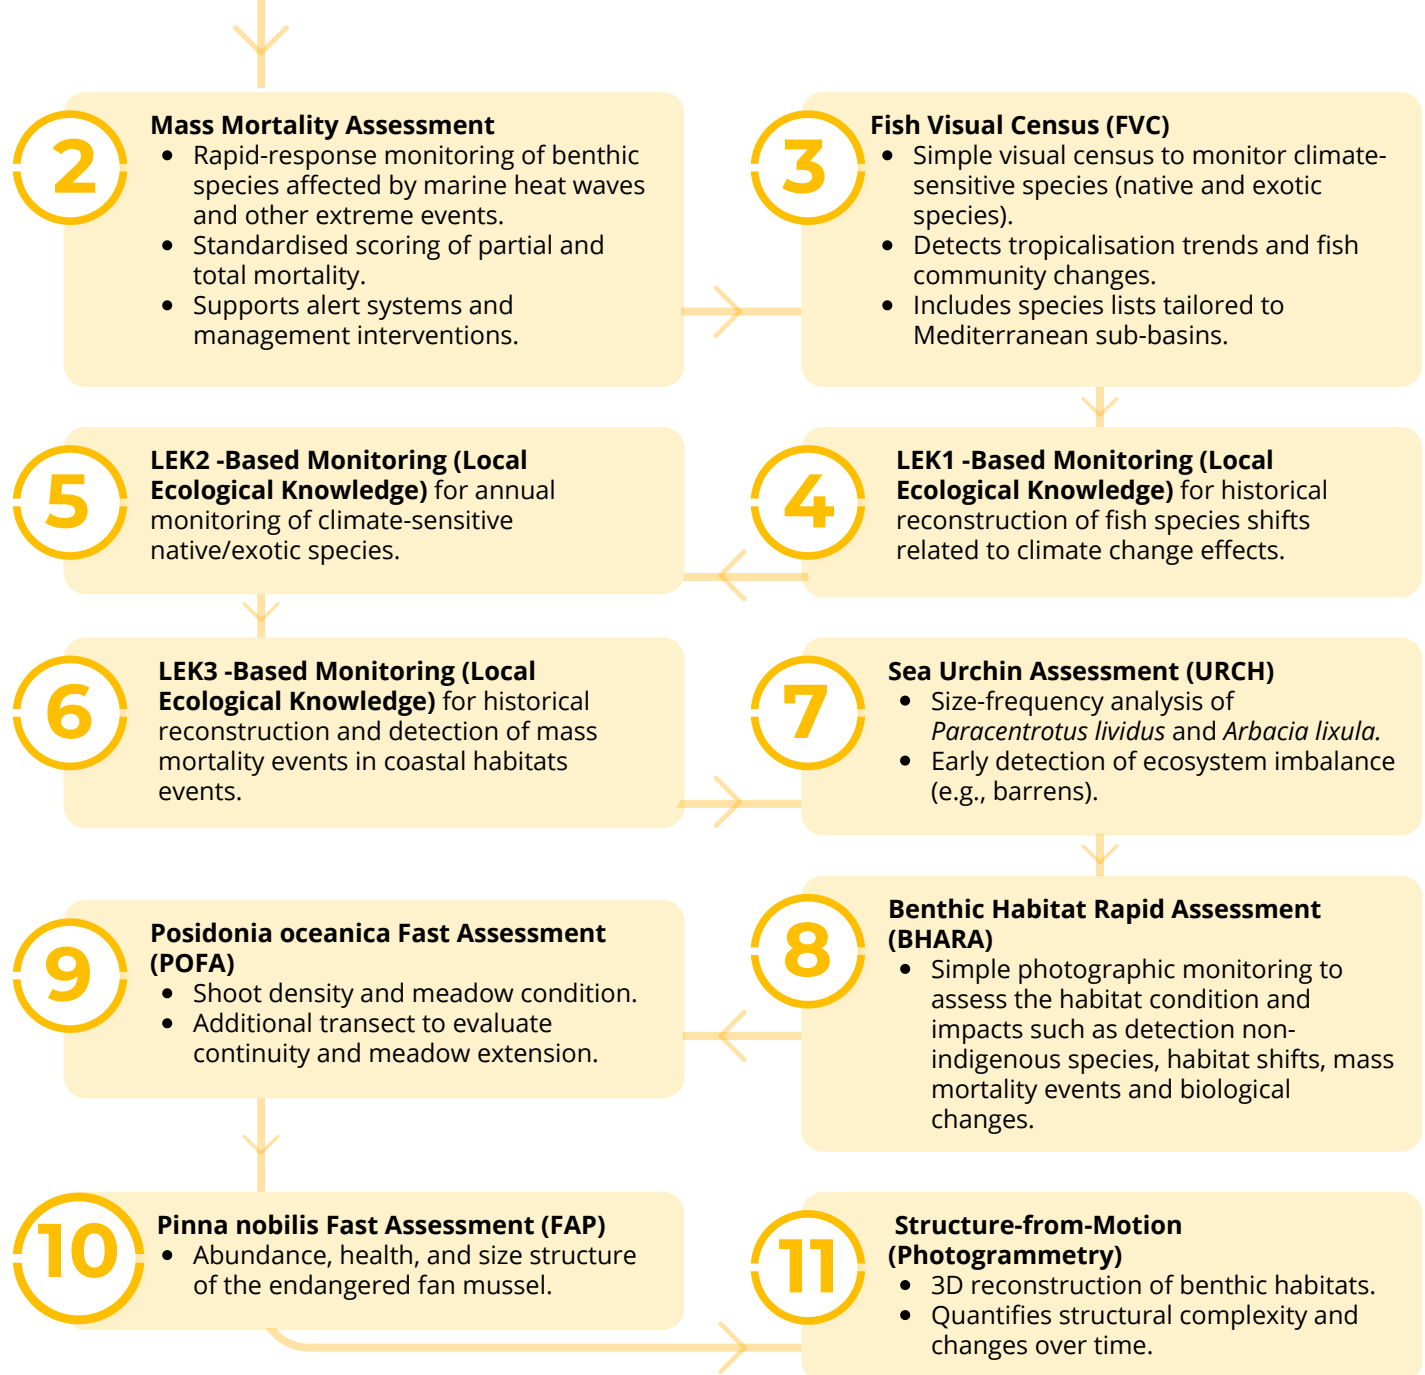 2
Mass Mortality Assessment
• Rapid-response monitoring of benthic
species affected by marine heat waves
and other extreme events.
• Standardised scoring of partial and
total mortality.
• Supports alert systems and
management interventions.
3
Fish Visual Census (FVC)
• Simple visual census to monitor climate-
sensitive species (native and exotic
species).
• Detects tropicalisation trends and fish
community changes.
• Includes species lists tailored to
Mediterranean sub-basins.
4
LEK1 -Based Monitoring (Local
Ecological Knowledge) for historical
reconstruction of fish species shifts
related to climate change effects.
5
LEK2 -Based Monitoring (Local
Ecological Knowledge) for annual
monitoring of climate-sensitive
native/exotic species.
6
LEK3 -Based Monitoring (Local
Ecological Knowledge) for historical
reconstruction and detection of mass
mortality events in coastal habitats
events.
7
Sea Urchin Assessment (URCH)
• Size-frequency analysis of
Paracentrotus lividus and Arbacia lixula.
• Early detection of ecosystem imbalance
(e.g., barrens).
8
Benthic Habitat Rapid Assessment
(BHARA)
• Simple photographic monitoring to
assess the habitat condition and
impacts such as detection non-
indigenous species, habitat shifts, mass
mortality events and biological
changes.
9
Posidonia oceanica Fast Assessment
(POFA)
• Shoot density and meadow condition.
• Additional transect to evaluate
continuity and meadow extension.
10
Pinna nobilis Fast Assessment (FAP)
• Abundance, health, and size structure
of the endangered fan mussel.
11
Structure-from-Motion
(Photogrammetry)
• 3D reconstruction of benthic habitats.
• Quantifies structural complexity and
changes over time.